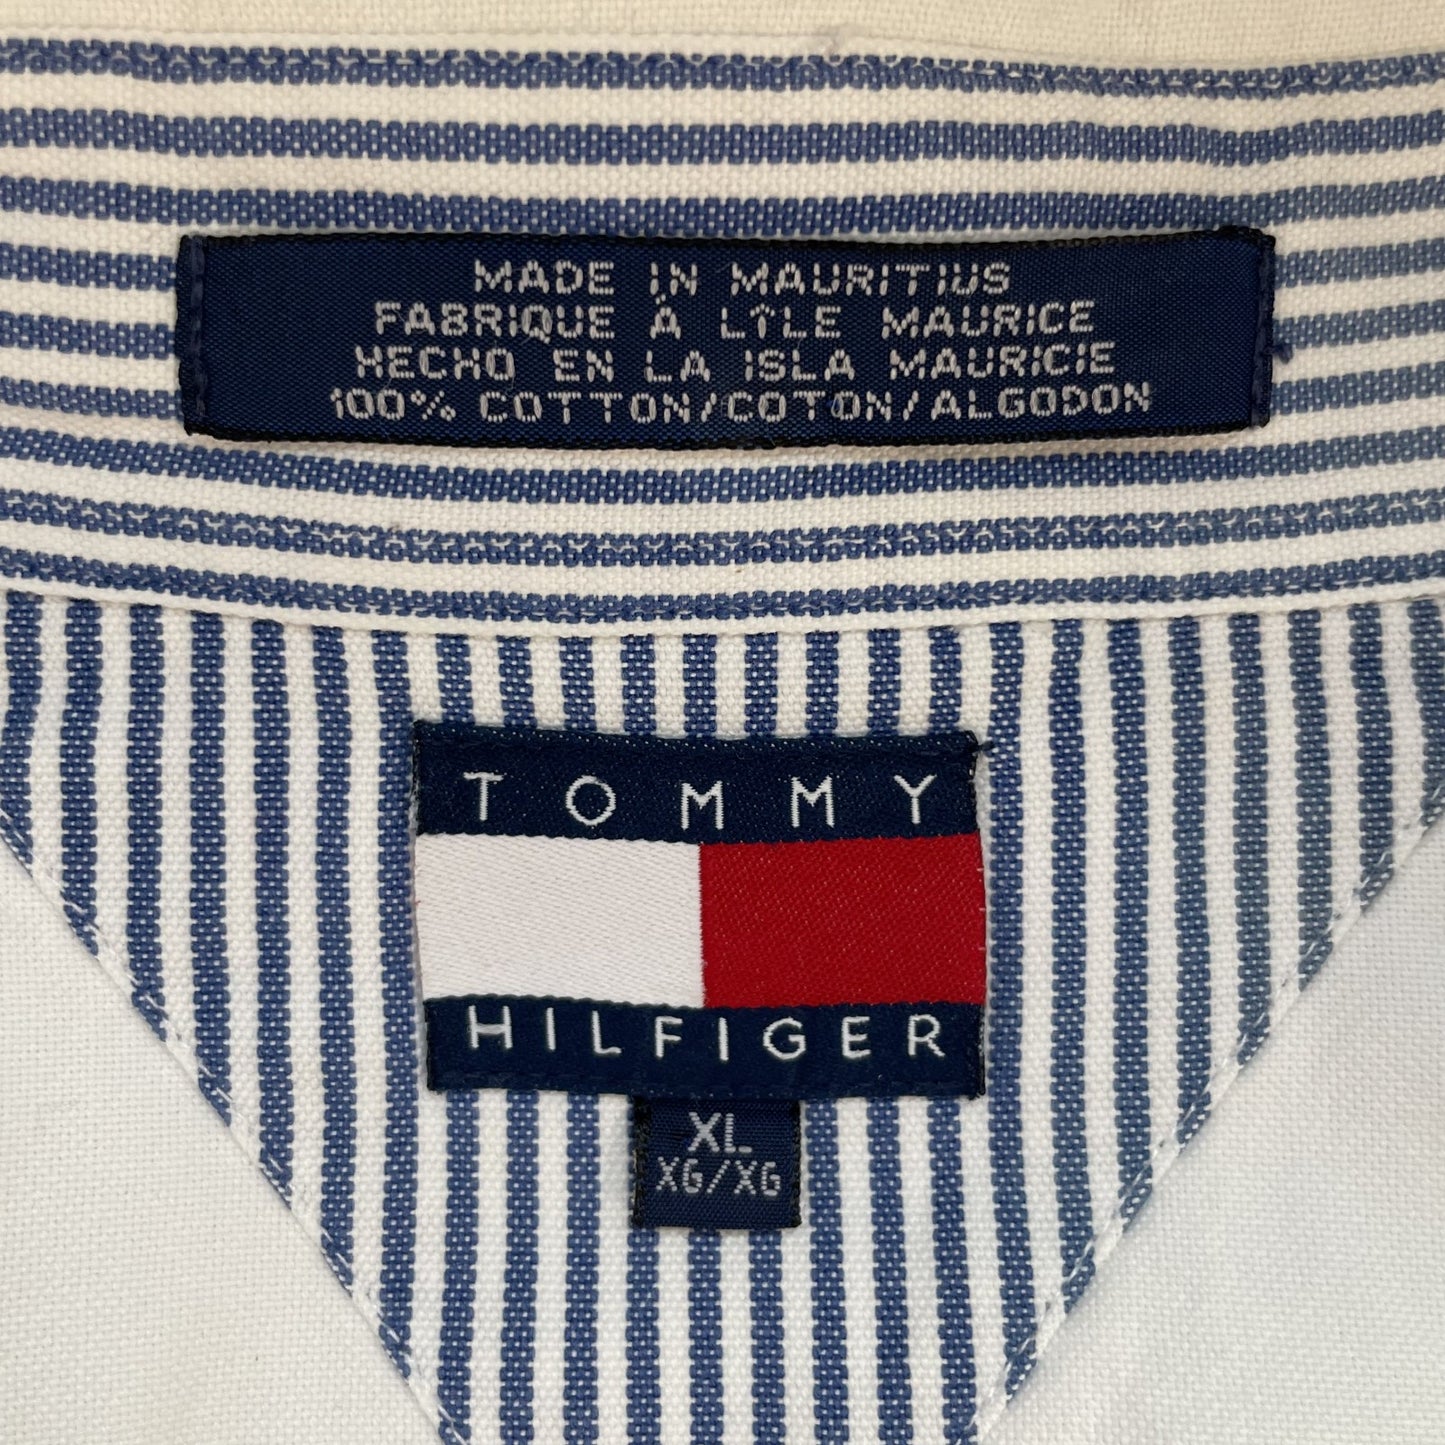 MADE IN MAURITIUS
FABRIQUE À L'ÎLE MAURICE
HECHO EN LA ISLA MAURICIE
100% COTTON/COTON/ALGODON
TOMMY
HILFIGER
XL
XG/XG